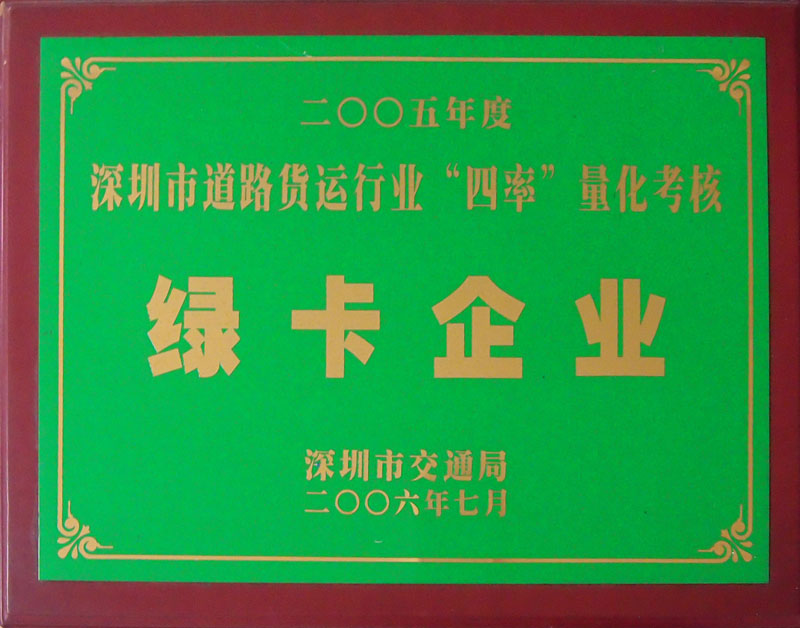 二〇〇五年度
深圳市道路货运行业“四率”量化考核
绿卡企业
深圳市交通局
二〇〇六年七月